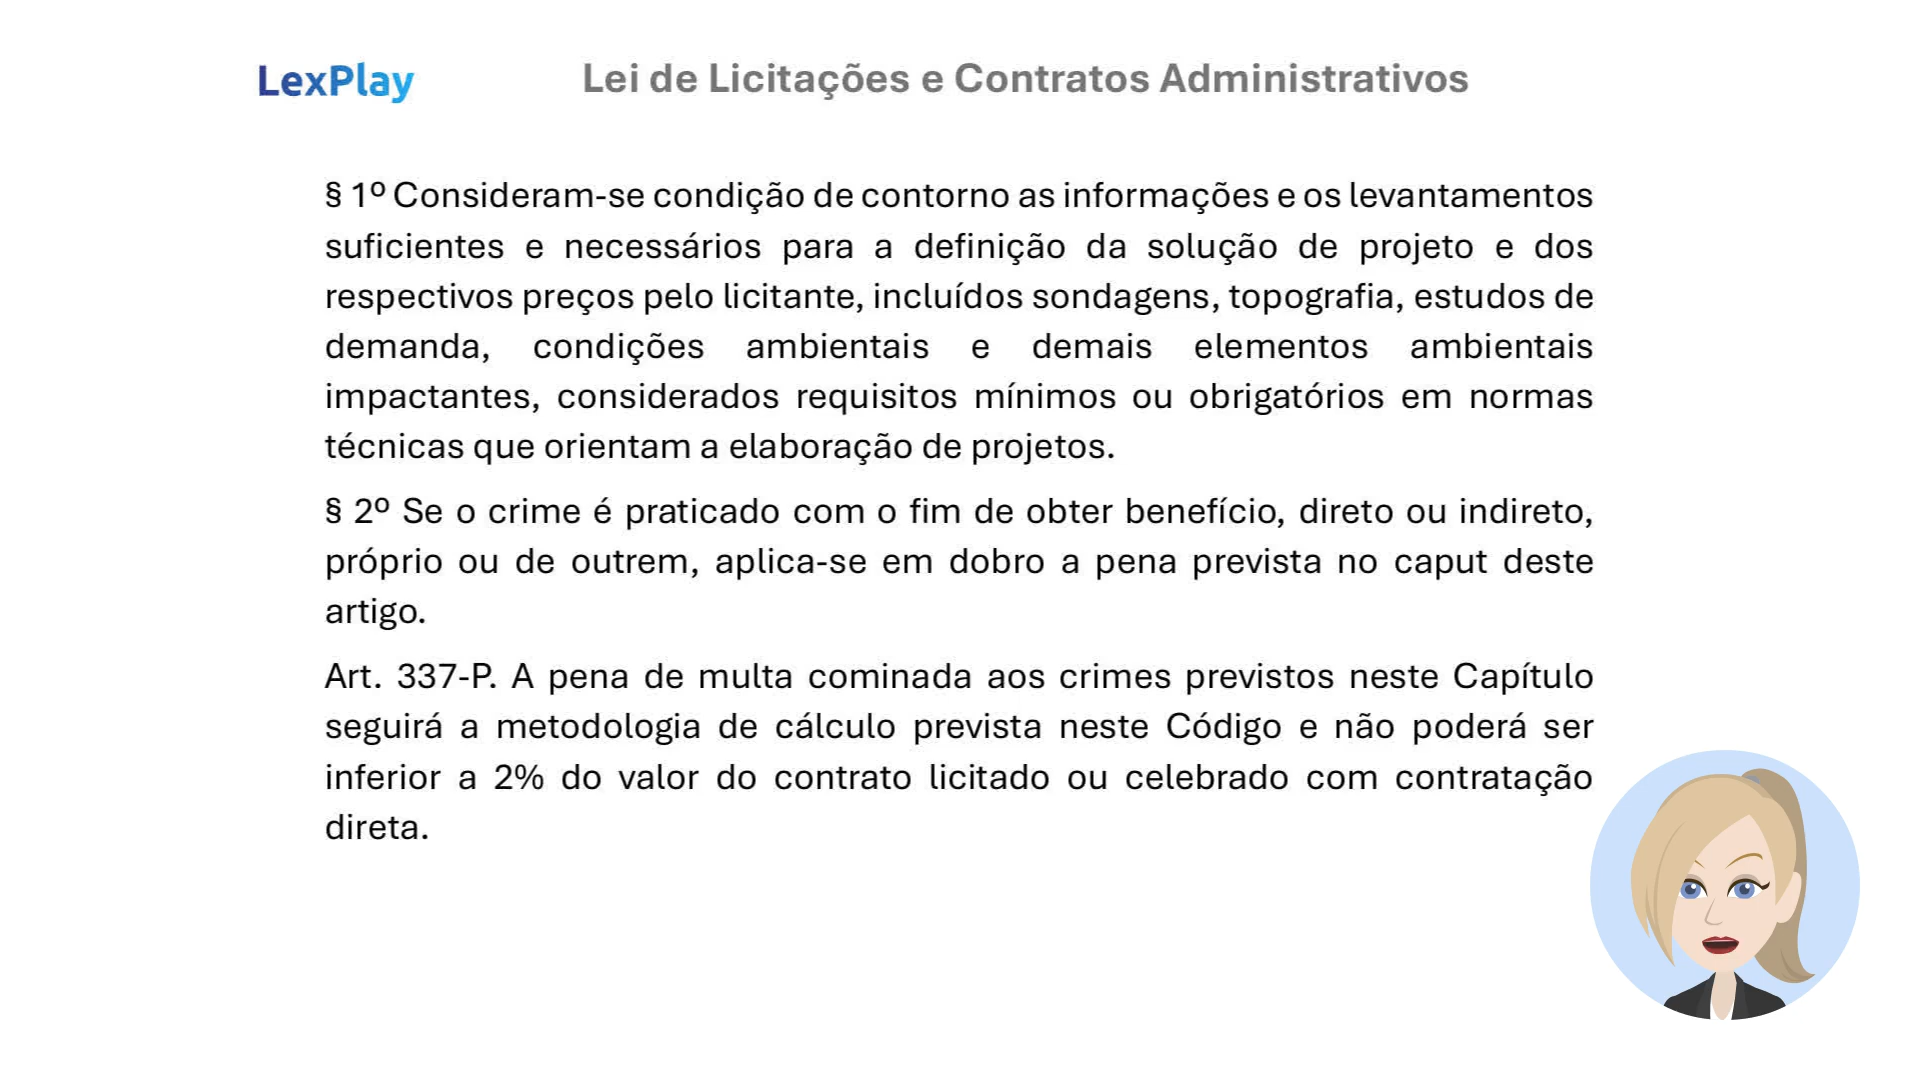 LexPlay
Lei de Licitações e Contratos Administrativos
§ 1º Consideram-se condição de contorno as informações e os levantamentos
suficientes e necessários para a definição da solução de projeto e dos
respectivos preços pelo licitante, incluídos sondagens, topografia, estudos de
demanda, condições ambientais e demais elementos ambientais
impactantes, considerados requisitos mínimos ou obrigatórios em normas
técnicas que orientam a elaboração de projetos.
§ 2º Se o crime é praticado com o fim de obter benefício, direto ou indireto,
próprio ou de outrem, aplica-se em dobro a pena prevista no caput deste
artigo.
Art. 337-P. A pena de multa cominada aos crimes previstos neste Capítulo
seguirá a metodologia de cálculo prevista neste Código e não poderá ser
inferior a 2% do valor do contrato licitado ou celebrado com contratação
direta.